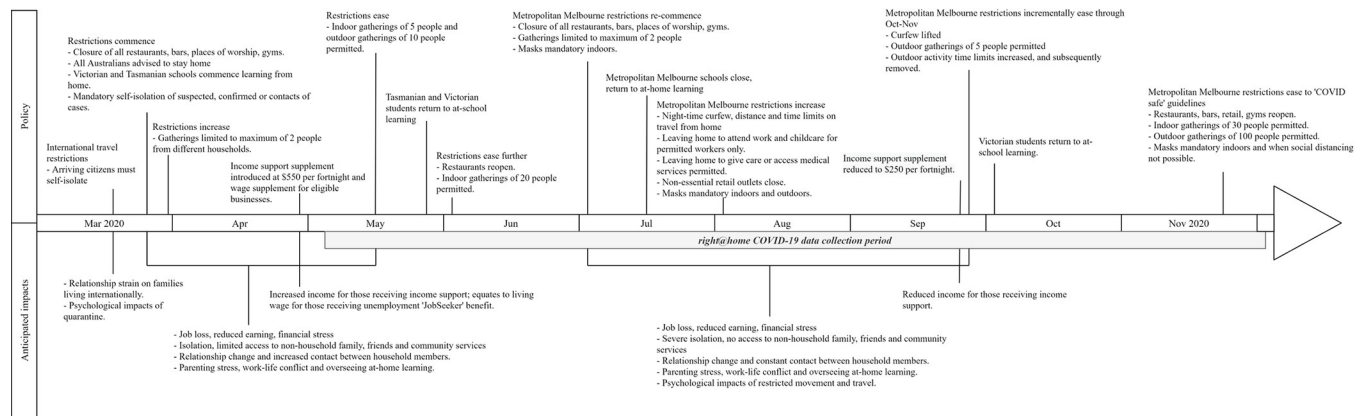 Policy
International travel
restrictions
- Arriving citizens must
self-isolate
Restrictions commence
- Closure of all restaurants, bars, places of worship, gyms.
- All Australians advised to stay home
- Victorian and Tasmanian schools commence learning from
home.
- Mandatory self-isolation of suspected, confirmed or contacts of
cases.
Restrictions increase
- Gatherings limited to maximum of 2 people
from different households.
Income support supplement
introduced at $550 per fortnight and
wage supplement for eligible
businesses.
Restrictions ease
- Indoor gatherings of 5 people and
outdoor gatherings of 10 people
permitted.
Tasmanian and Victorian
students return to at-school
learning
Restrictions ease further
- Restaurants reopen.
- Indoor gatherings of 20 people
permitted.
Metropolitan Melbourne restrictions re-commence
- Closure of all restaurants, bars, places of worship, gyms.
- Gatherings limited to maximum of 2 people
- Masks mandatory indoors.
Metropolitan Melbourne schools close,
return to at-home learning
Metropolitan Melbourne restrictions increase
- Night-time curfew, distance and time limits on
travel from home
- Leaving home to attend work and childcare for
permitted workers only.
- Leaving home to give care or access medical
services permitted.
- Non-essential retail outlets close.
- Masks mandatory indoors and outdoors.
Income support supplement
reduced to $250 per fortnight.
Metropolitan Melbourne restrictions incrementally ease through
Oct-Nov
- Curfew lifted
- Outdoor gatherings of 5 people permitted
- Outdoor activity time limits increased, and subsequently
removed.
Victorian students return to at-
school learning.
Metropolitan Melbourne restrictions ease to 'COVID
safe' guidelines
- Restaurants, bars, retail, gyms reopen.
- Indoor gatherings of 30 people permitted.
- Outdoor gatherings of 100 people permitted.
- Masks mandatory indoors and when social distancing
not possible.
Mar 2020
Apr
May
Jun
Jul
Aug
Sep
Oct
Nov 2020
right@home COVID-19 data collection period
Anticipated impacts
- Relationship strain on families
living internationally.
- Psychological impacts of
quarantine.
- Job loss, reduced earning, financial stress
- Isolation, limited access to non-household family, friends and community services
- Relationship change and increased contact between household members.
- Parenting stress, work-life conflict and overseeing at-home learning.
Increased income for those receiving income support; equates to living
wage for those receiving unemployment 'JobSeeker' benefit.
- Job loss, reduced earning, financial stress
- Severe isolation, no access to non-household family, friends and community
services
- Relationship change and constant contact between household members.
- Parenting stress, work-life conflict and overseeing at-home learning.
- Psychological impacts of restricted movement and travel.
Reduced income for those receiving income
support.